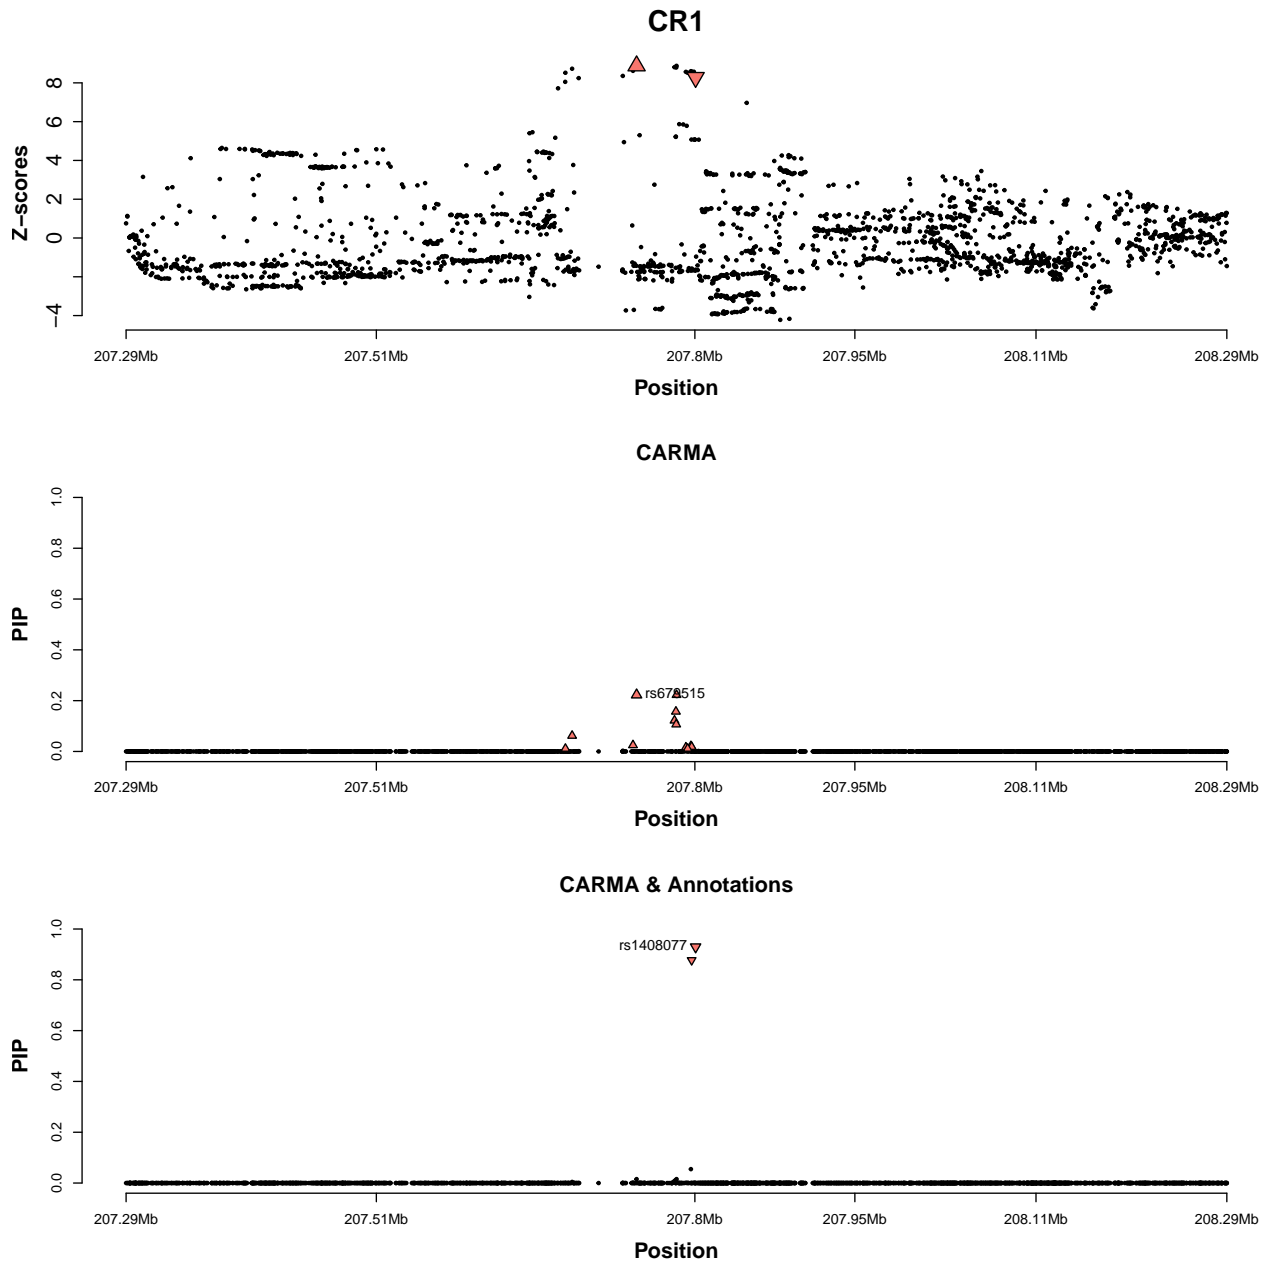 CR1
Z−scores
8
6
4
2
0
−4
207.29Mb 207.51Mb 207.8Mb 207.95Mb 208.11Mb 208.29Mb
Position
CARMA
PIP
1.0
0.8
0.6
0.4
0.2
0.0
rs679515
207.29Mb 207.51Mb 207.8Mb 207.95Mb 208.11Mb 208.29Mb
Position
CARMA & Annotations
PIP
1.0
0.8
0.6
0.4
0.2
0.0
rs1408077
207.29Mb 207.51Mb 207.8Mb 207.95Mb 208.11Mb 208.29Mb
Position